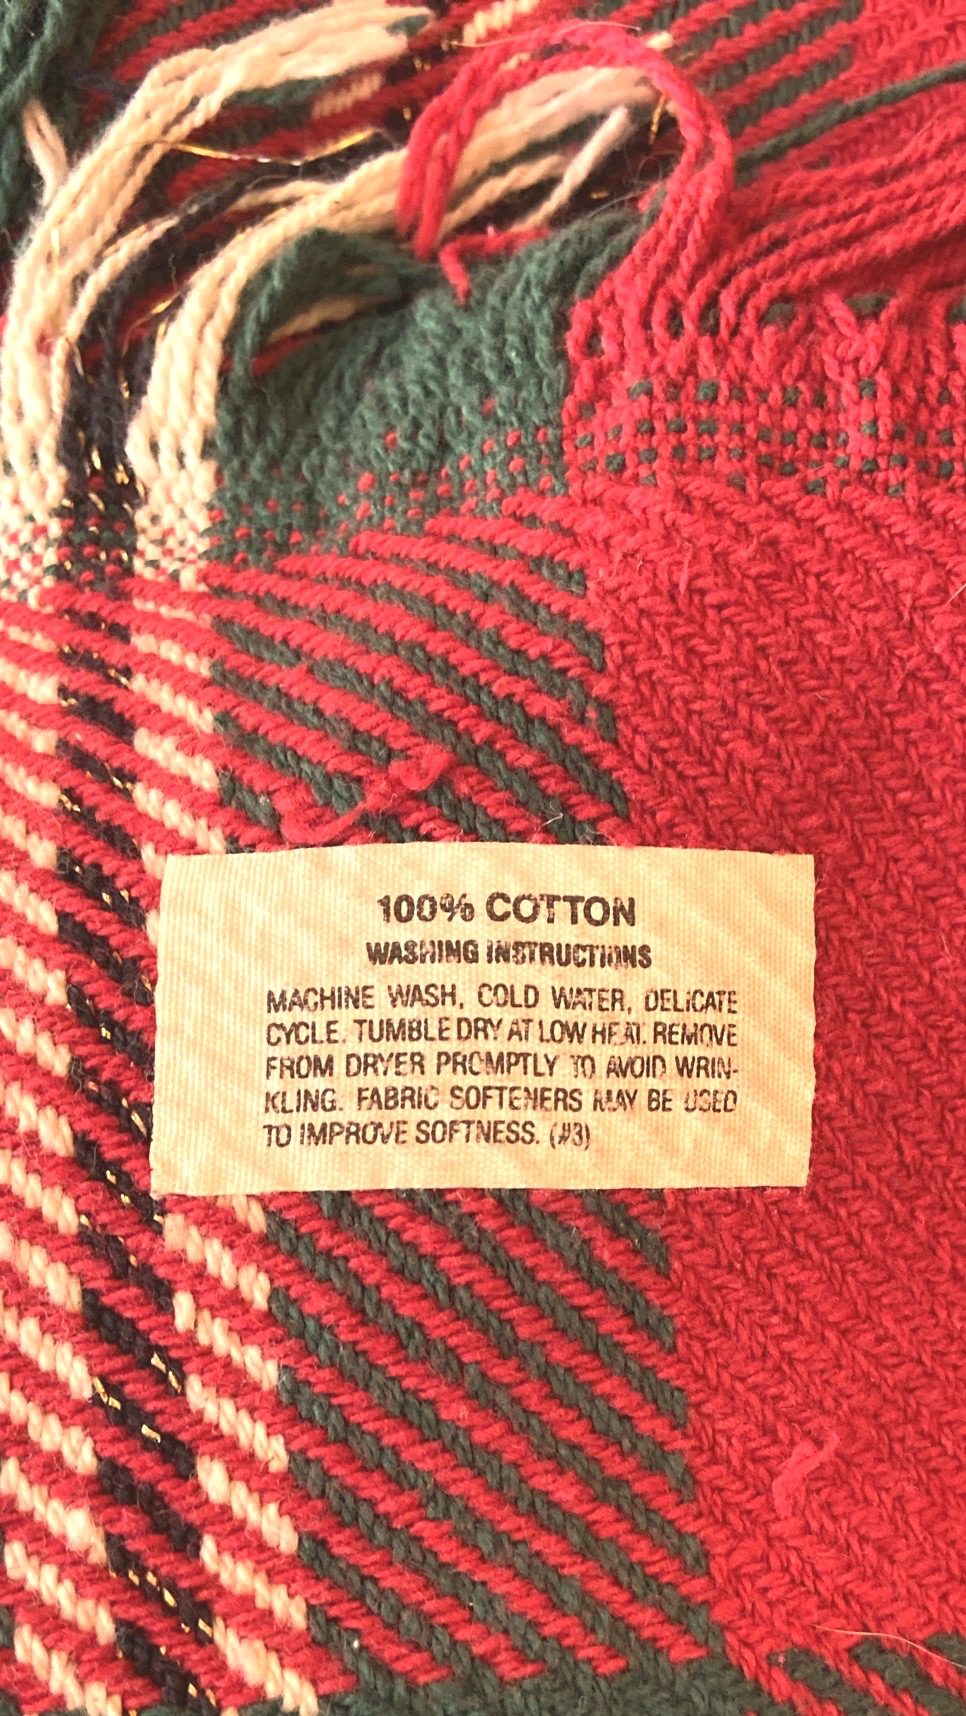 100% COTTON
WASHING INSTRUCTIONS
MACHINE WASH, COLD WATER, DELICATE
CYCLE. TUMBLE DRY AT LOW HEAT. REMOVE
FROM DRYER PROMPTLY TO AVOID WRIN-
KLING. FABRIC SOFTENERS MAY BE USED
TO IMPROVE SOFTNESS. (#3)